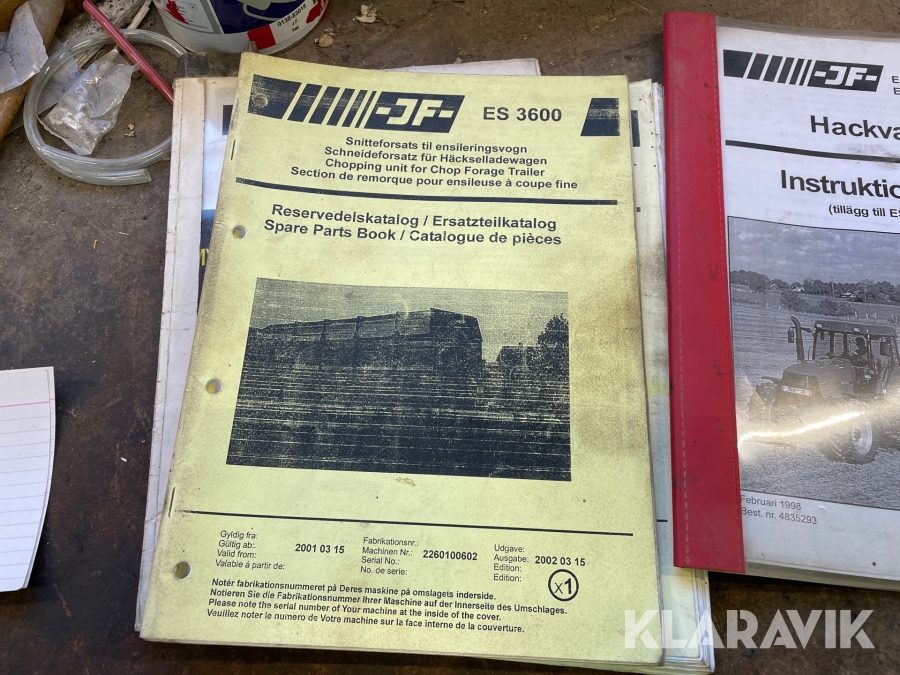 0138-83018
-JF-
ES 3600
Snitteforsats til ensileringsvogn
Schneideforsatz für Häckselladewagen
Chopping unit for Chop Forage Trailer
Section de remorque pour ensileuse à coupe fine
Reservedelskatalog / Ersatzteilkatalog
Spare Parts Book / Catalogue de pièces
Gyldig fra:
Gültig ab:
Valid from:
Valable à partir de:
2001 03 15
Fabrikationsnr.:
Machinen Nr.:
Serial No.:
No. de serie:
2260100602
Udgave:
Ausgabe:
Edition:
Edition:
2002 03 15
x1
Notér fabrikationsnummeret på Deres maskine på omslagets inderside.
Notieren Sie die Fabrikationsnummer Ihrer Maschine auf der Innerseite des Umschlages.
Please note the serial number of Your machine at the inside of the cover.
Veuillez noter le numero de Votre machine sur la face interne de la couverture.
-JF-
E
E
Hackva
Instruktio
(tillägg till ES
Februari 1998
Best. nr. 4835293
KLARAVIK